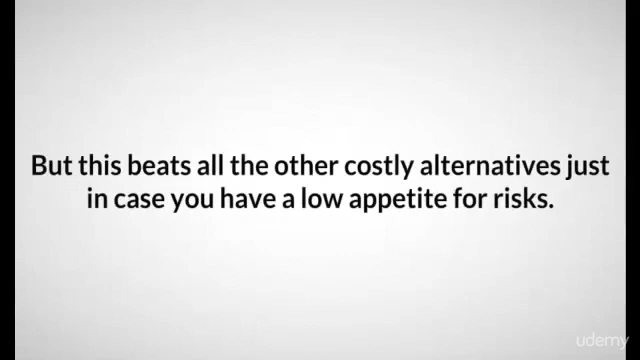 But this beats all the other costly alternatives just
in case you have a low appetite for risks.
udemy